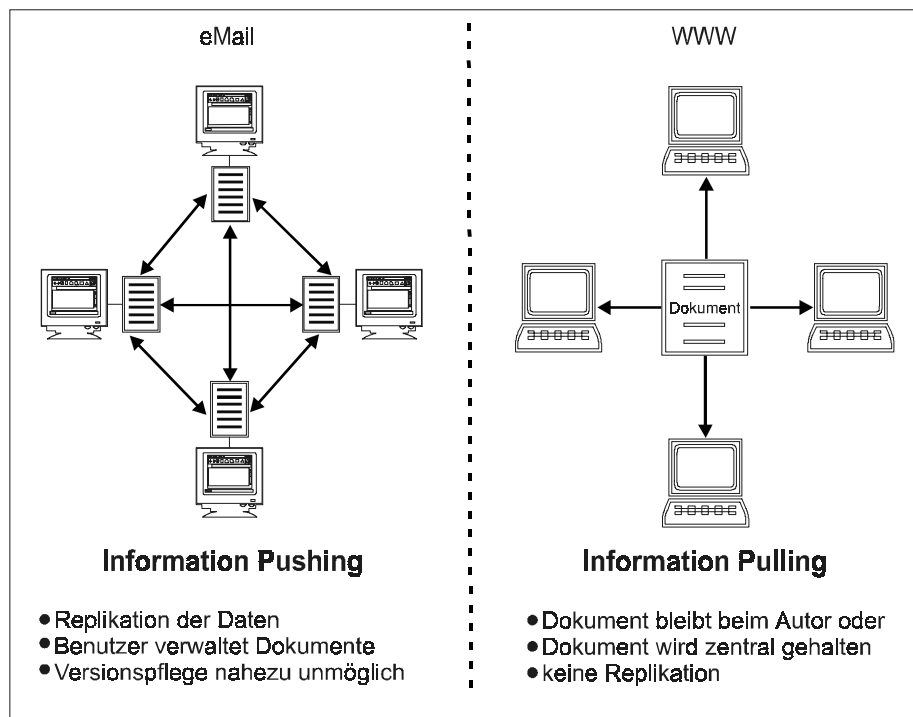 eMail
Information Pushing
● Replikation der Daten
● Benutzer verwaltet Dokumente
● Versionspflege nahezu unmöglich
WWW
Dokument
Information Pulling
● Dokument bleibt beim Autor oder
● Dokument wird zentral gehalten
● keine Replikation